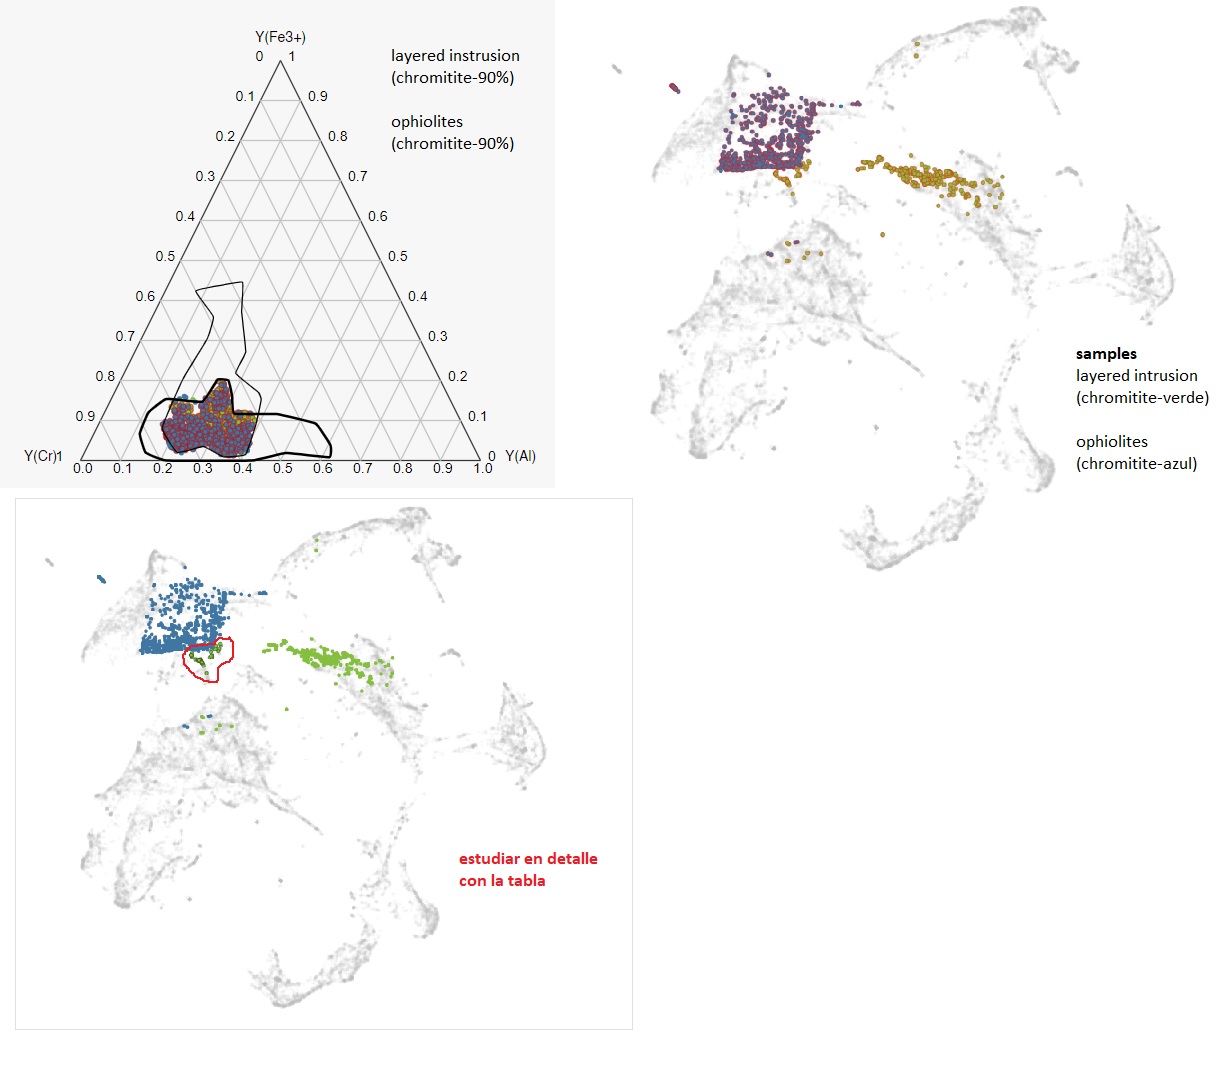 Y(Fe3+)
0 1
layered instrusion
(chromitite-90%)
ophiolites
(chromitite-90%)
0.1 0.9
0.2 0.8
0.3 0.7
0.4 0.6
0.5 0.5
0.6 0.4
0.7 0.3
0.8 0.2
0.9 0.1
Y(Cr)1 0 Y(Al)
0.0 0.1 0.2 0.3 0.4 0.5 0.6 0.7 0.8 0.9 1.0
samples
layered intrusion
(chromitite-verde)
ophiolites
(chromitite-azul)
estudiar en detalle
con la tabla